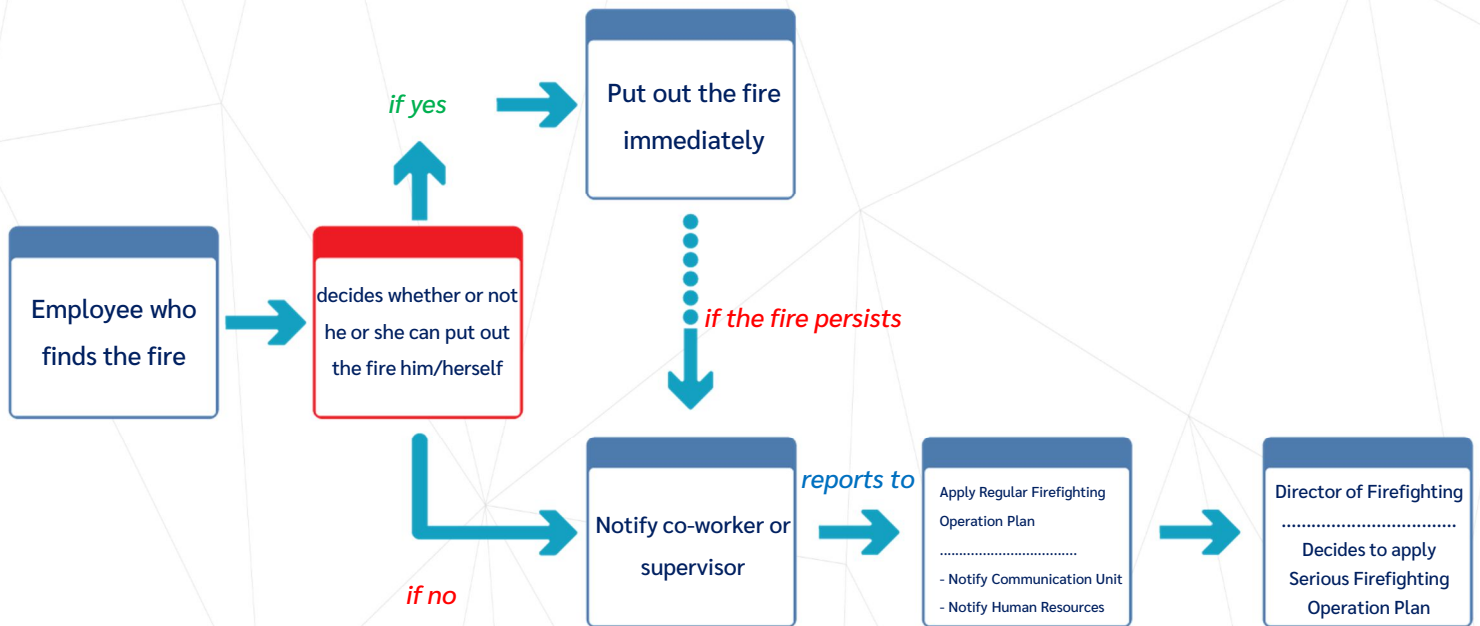 Employee who
finds the fire
decides whether or not
he or she can put out
the fire him/herself
if yes
Put out the fire
immediately
if the fire persists
if no
Notify co-worker or
supervisor
reports to
Apply Regular Firefighting
Operation Plan
....................................
- Notify Communication Unit
- Notify Human Resources
Director of Firefighting
...................................
Decides to apply
Serious Firefighting
Operation Plan